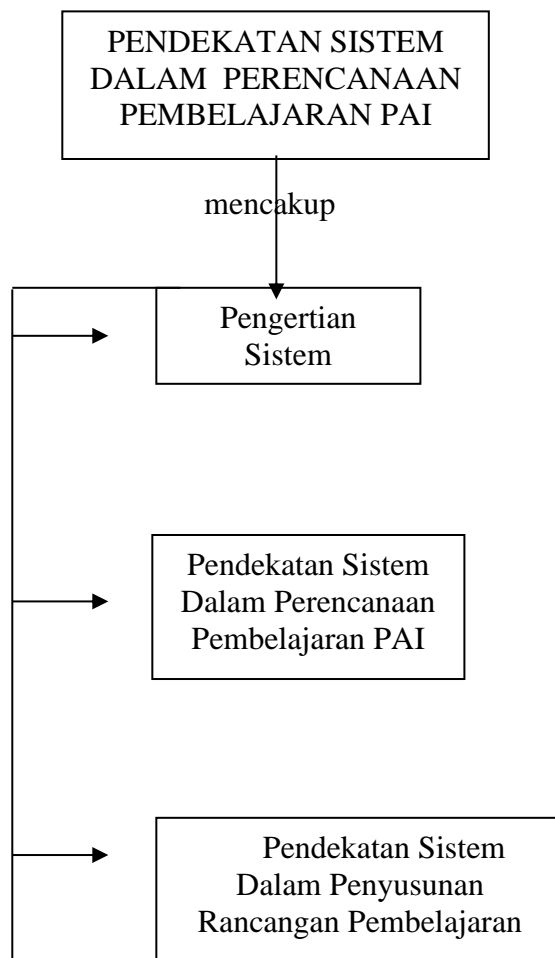 PENDEKATAN SISTEM
DALAM PERENCANAAN
PEMBELAJARAN PAI
mencakup
Pengertian
Sistem
Pendekatan Sistem
Dalam Perencanaan
Pembelajaran PAI
Pendekatan Sistem
Dalam Penyusunan
Rancangan Pembelajaran